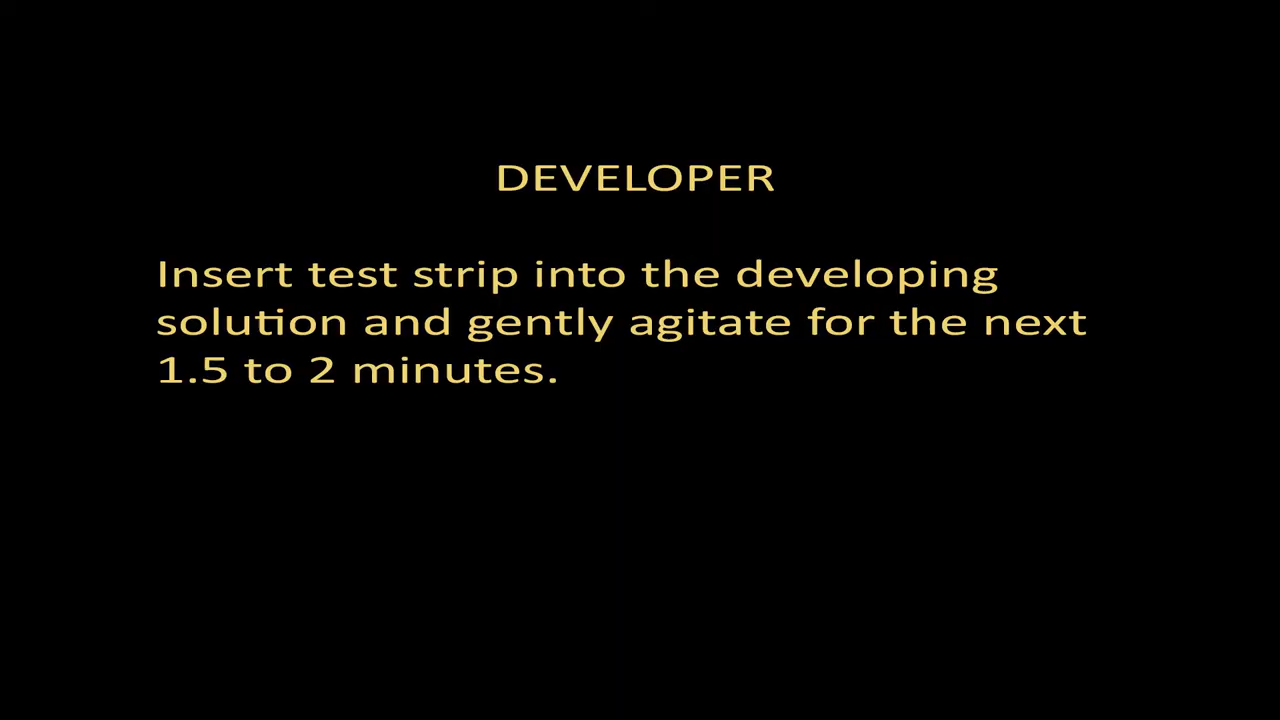 DEVELOPER
Insert test strip into the developing
solution and gently agitate for the next
1.5 to 2 minutes.